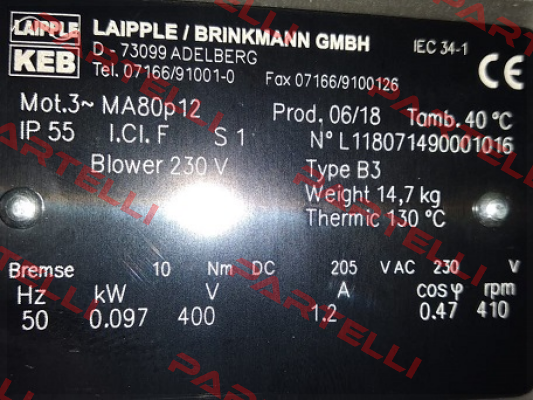 LAIPPLE
KEB
LAIPPLE / BRINKMANN GMBH
IEC 34-1
CE
D - 73099 ADELBERG
Tel. 07166/91001-0 Fax 07166/9100126
Mot.3~ MA80p12 Prod. 06/18 Tamb. 40 °C
IP 55 I.Cl. F S 1 N° L118071490001016
Blower 230 V Type B3
Weight 14,7 kg
Thermic 130 °C
Bremse 10 Nm DC 205 V AC 230 V
Hz kW V A cosφ rpm
50 0.097 400 1.2 0.47 410
PARTELLI